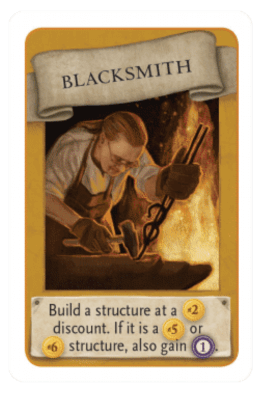 BLACKSMITH
Build a structure at a *2
discount. If it is a *5 or
*6 structure, also gain 1.